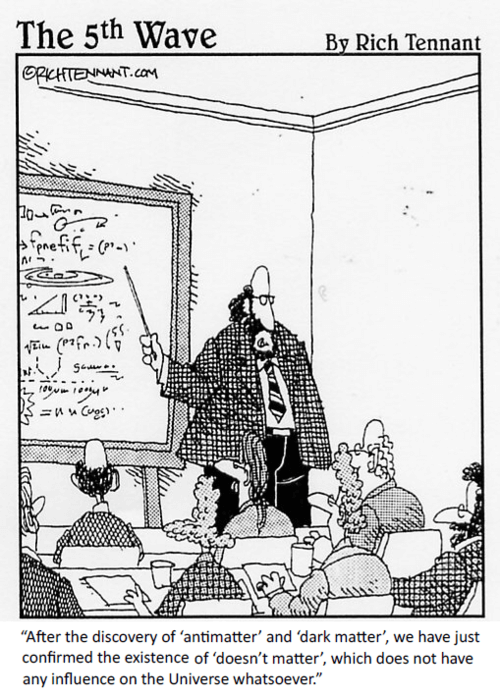 The 5th Wave
By Rich Tennant
©RICHTENNANT.COM
"After the discovery of 'antimatter' and 'dark matter', we have just
confirmed the existence of 'doesn't matter', which does not have
any influence on the Universe whatsoever."